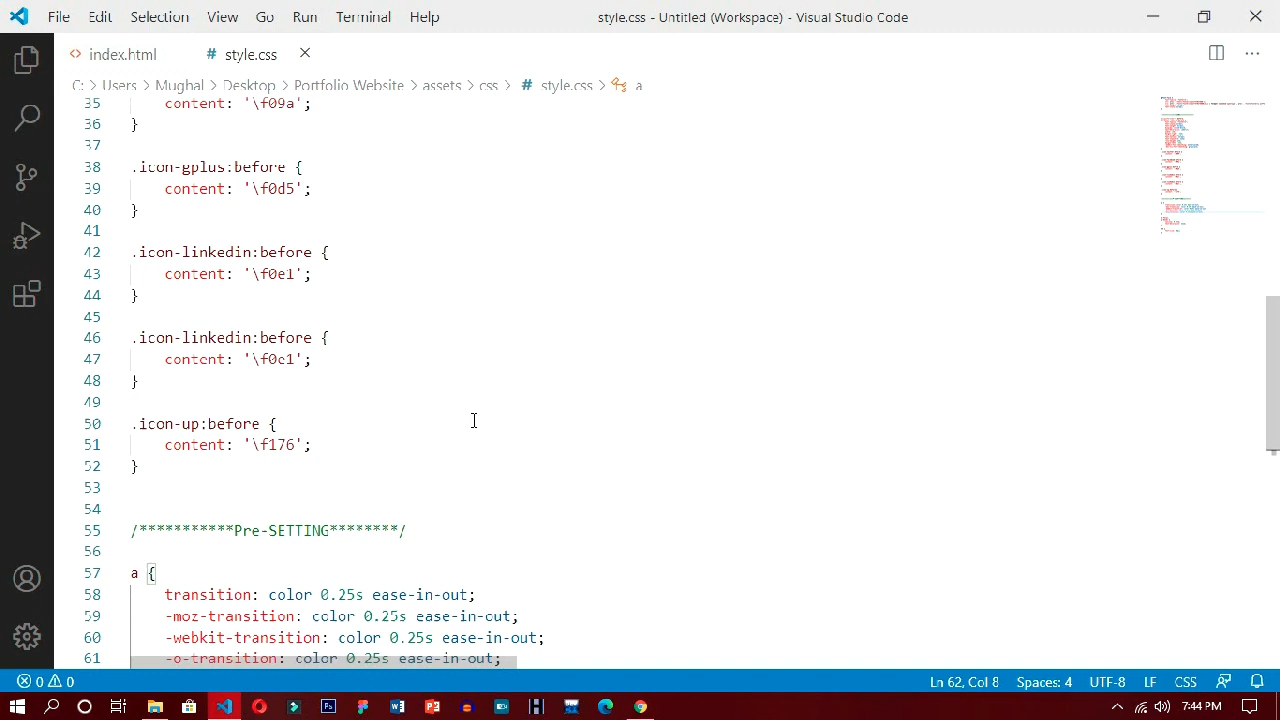 File Edit Selection View Go Run Terminal Help style.css - Untitled (Workspace) - Visual Studio Code
index.html # style.css
C: > Users > Mughal > Desktop > Portfolio Website > assets > css > # style.css > a
35 content: '\f09a';
36 }
37
38 .icon-gplus:before {
39 content: '\f0d5';
40 }
41
42 .icon-linkedin:before {
43 content: '\f0e1';
44 }
45
46 .icon-linkedin:before {
47 content: '\f0e1';
48 }
49
50 .icon-up:before {
51 content: '\f176';
52 }
53
54
55 /***********Pre-SETTING********/
56
57 a {
58 transition: color 0.25s ease-in-out;
59 -moz-transition: color 0.25s ease-in-out;
60 -webkit-transition: color 0.25s ease-in-out;
61 -o-transition: color 0.25s ease-in-out;
0 0 Ln 62, Col 8 Spaces: 4 UTF-8 LF CSS
7:44 PM